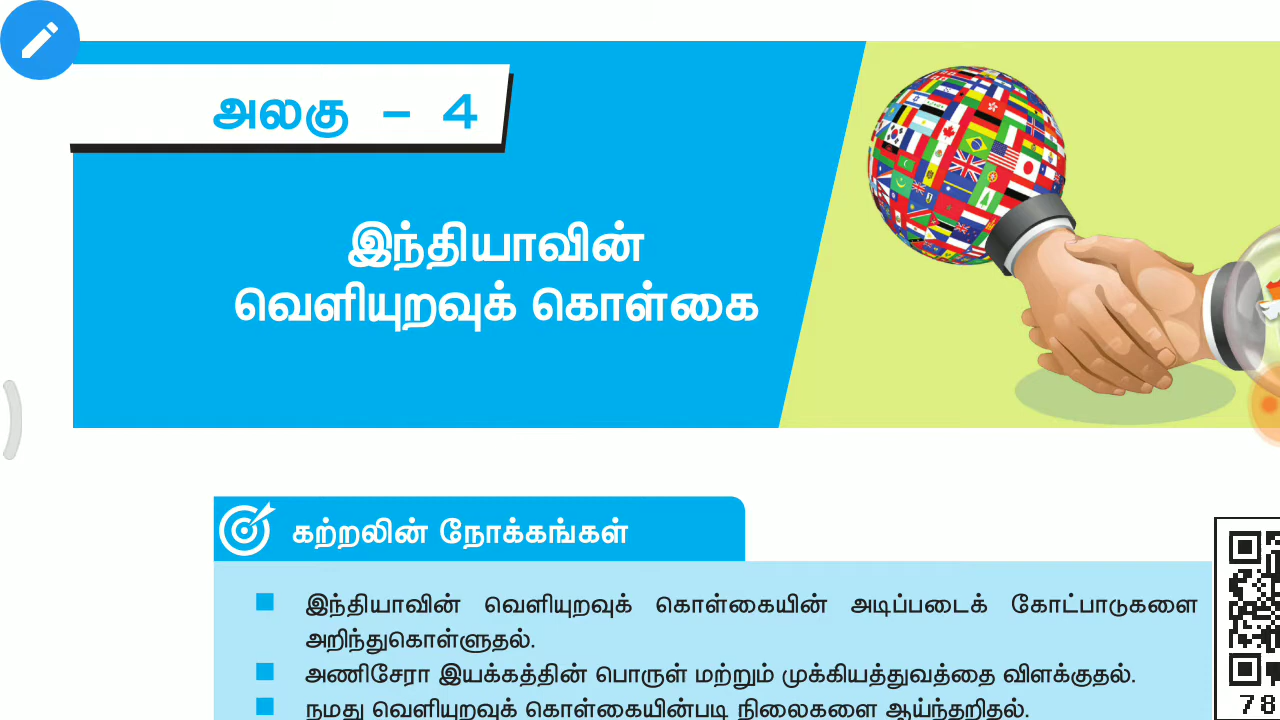 அலகு – 4
இந்தியாவின்
வெளியுறவுக் கொள்கை
கற்றலின் நோக்கங்கள்
இந்தியாவின் வெளியுறவுக் கொள்கையின் அடிப்படைக் கோட்பாடுகளை
அறிந்துகொள்ளுதல்.
அணிசேரா இயக்கத்தின் பொருள் மற்றும் முக்கியத்துவத்தை விளக்குதல்.
நமது வெளியுறவுக் கொள்கையின்படி நிலைகளை ஆய்ந்தறிதல்.
78